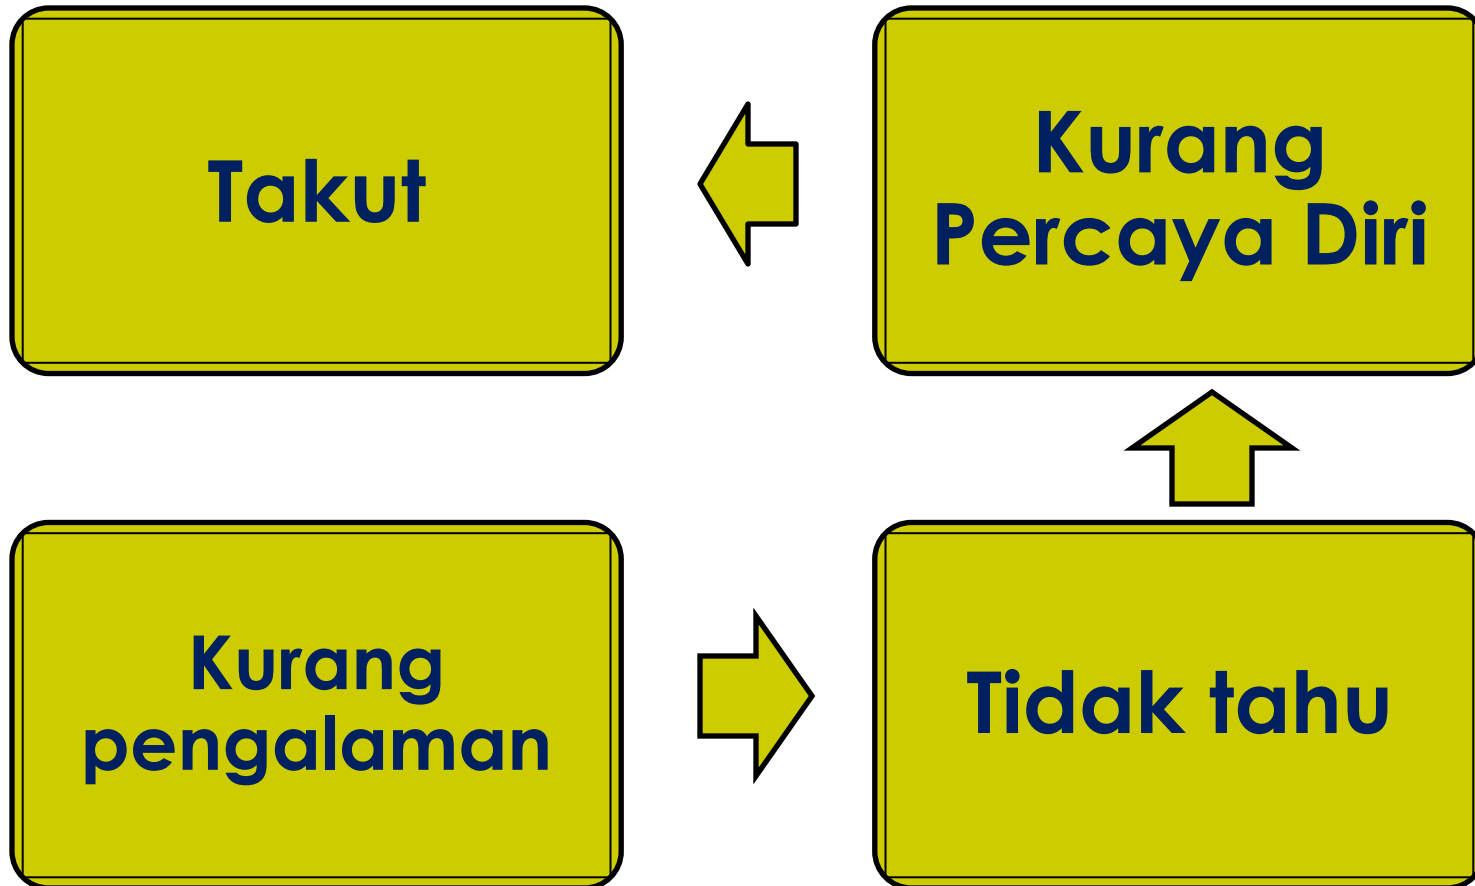 Takut
Kurang
Percaya Diri
Kurang
pengalaman
Tidak tahu